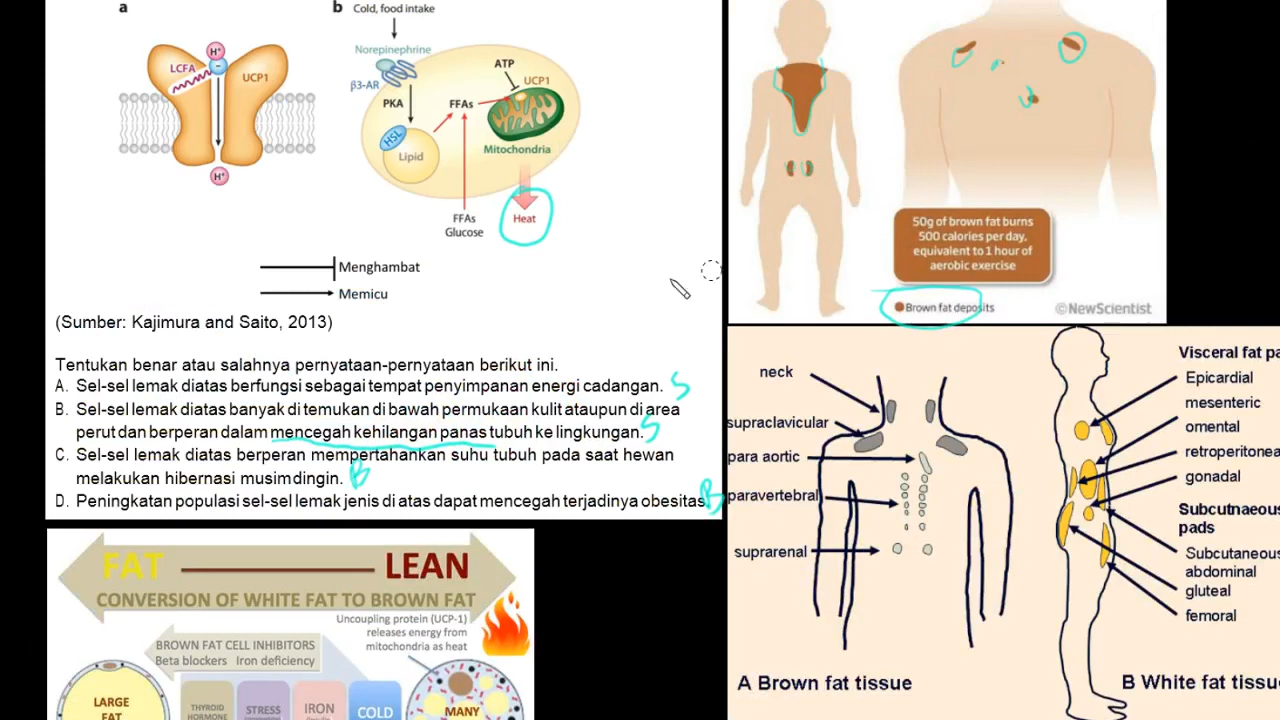 a
b
Cold, food intake
Norepinephrine
β3-AR
PKA
HSL
Lipid
FFAs
ATP
UCP1
Mitochondria
Heat
FFAs
Glucose
H⁺
LCFA
UCP1
H⁺
Menghambat
Memicu
(Sumber: Kajimura and Saito, 2013)
Tentukan benar atau salahnya pernyataan-pernyataan berikut ini.
A. Sel-sel lemak diatas berfungsi sebagai tempat penyimpanan energi cadangan. S
B. Sel-sel lemak diatas banyak di temukan di bawah permukaan kulit ataupun di area
perut dan berperan dalam mencegah kehilangan panas tubuh ke lingkungan. S
C. Sel-sel lemak diatas berperan mempertahankan suhu tubuh pada saat hewan
melakukan hibernasi musim dingin. B
D. Peningkatan populasi sel-sel lemak jenis di atas dapat mencegah terjadinya obesitas. B
50g of brown fat burns
500 calories per day,
equivalent to 1 hour of
aerobic exercise
Brown fat deposits
©NewScientist
FAT
LEAN
CONVERSION OF WHITE FAT TO BROWN FAT
Uncoupling protein (UCP-1)
releases energy from
mitochondria as heat
BROWN FAT CELL INHIBITORS
Beta blockers Iron deficiency
LARGE
FAT
THYROID
HORMONE
STRESS
IRON
COLD
MANY
neck
supraclavicular
para aortic
paravertebral
suprarenal
A Brown fat tissue
Visceral fat pa
Epicardial
mesenteric
omental
retroperitonea
gonadal
Subcutnaeous
pads
Subcutaneous
abdominal
gluteal
femoral
B White fat tissu